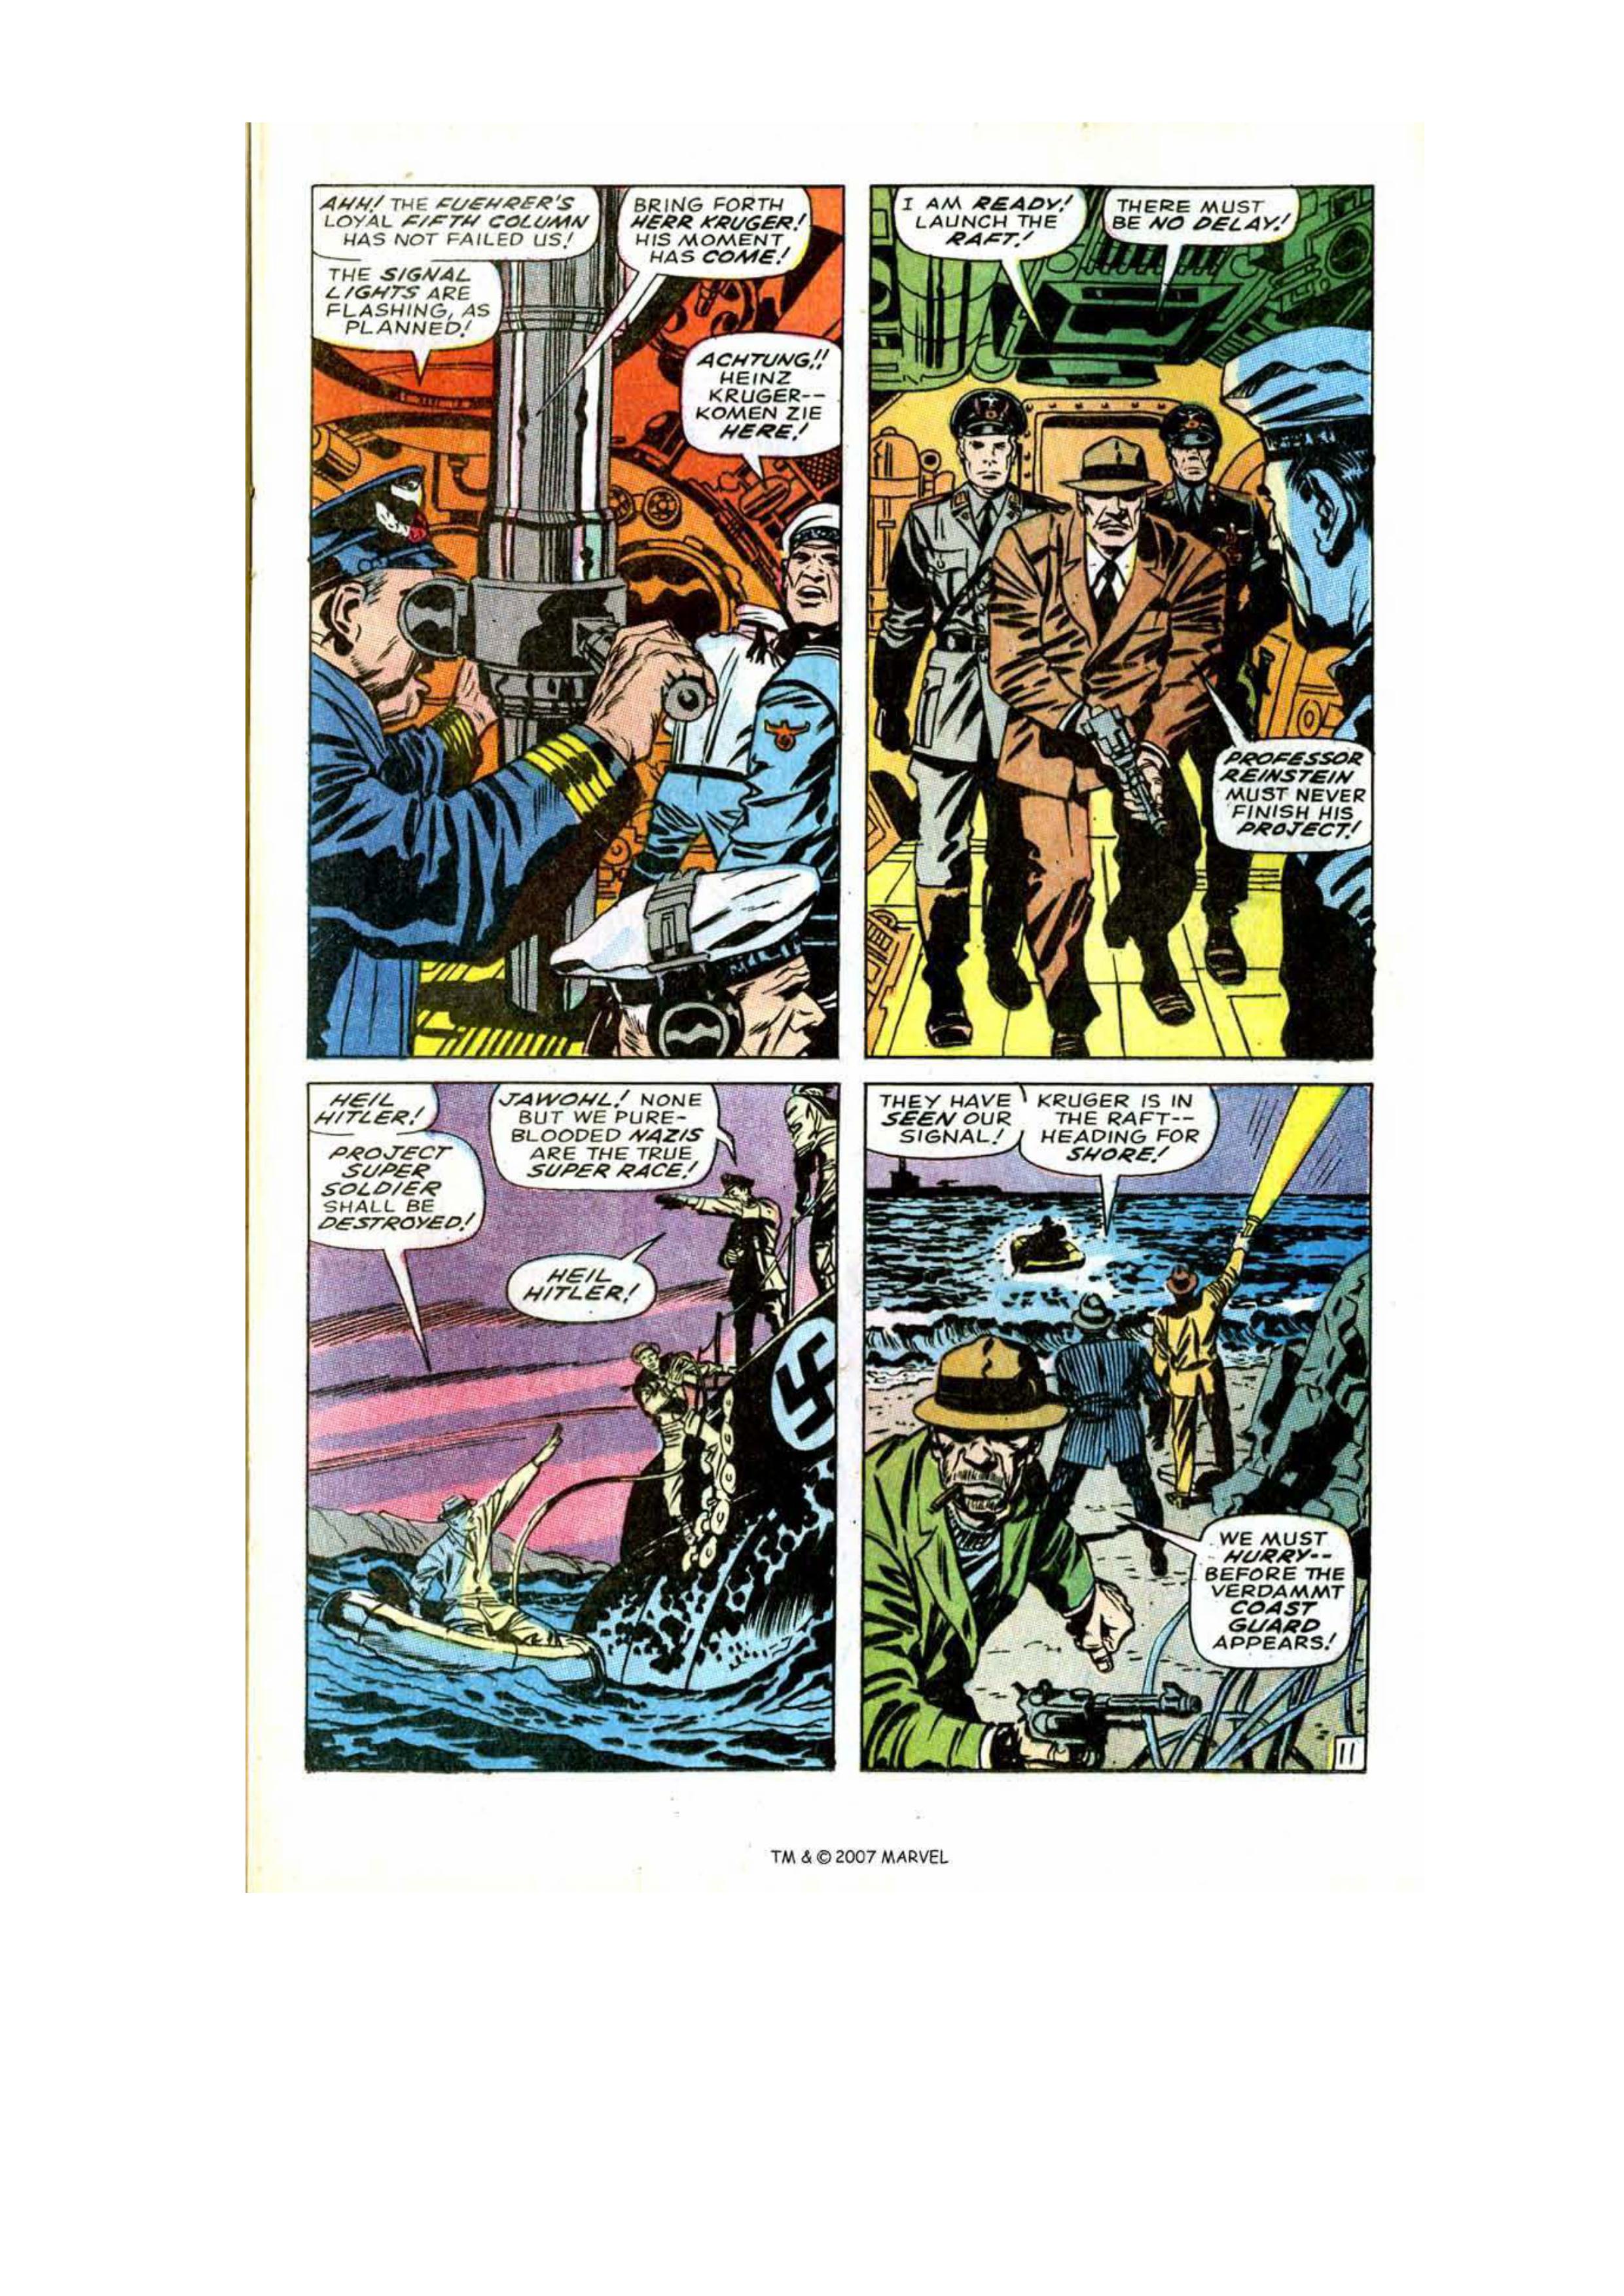 AHH! THE FUEHRER'S
LOYAL FIFTH COLUMN
HAS NOT FAILED US!
THE SIGNAL
LIGHTS ARE
FLASHING, AS
PLANNED!
BRING FORTH
HERR KRUGER!
HIS MOMENT
HAS COME!
ACHTUNG!!
HEINZ
KRUGER--
KOMEN ZIE
HERE!
I AM READY!
LAUNCH THE
RAFT!
THERE MUST
BE NO DELAY!
PROFESSOR
REINSTEIN
MUST NEVER
FINISH HIS
PROJECT!
HEIL
HITLER!
PROJECT
SUPER
SOLDIER
SHALL BE
DESTROYED!
JAWOHL! NONE
BUT WE PURE-
BLOODED NAZIS
ARE THE TRUE
SUPER RACE!
HEIL
HITLER!
THEY HAVE
SEEN OUR
SIGNAL!
KRUGER IS IN
THE RAFT--
HEADING FOR
SHORE!
WE MUST
HURRY--
BEFORE THE
VERDAMMT
COAST
GUARD
APPEARS!
11
TM & © 2007 MARVEL